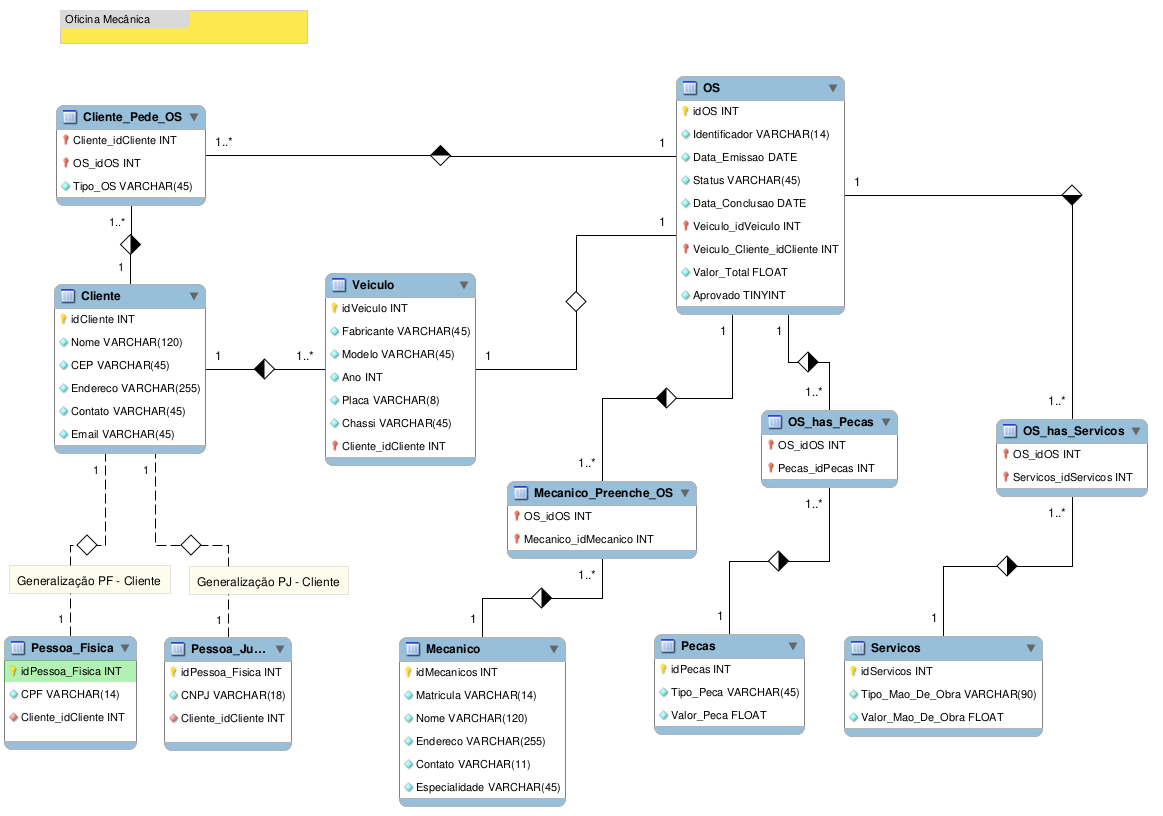 Oficina Mecânica
Cliente_Pede_OS
Cliente_idCliente INT
OS_idOS INT
Tipo_OS VARCHAR(45)
1..*
1
OS
idOS INT
Identificador VARCHAR(14)
Data_Emissao DATE
Status VARCHAR(45)
Data_Conclusao DATE
Veiculo_idVeiculo INT
Veiculo_Cliente_idCliente INT
Valor_Total FLOAT
Aprovado TINYINT
1
1
1..*
1
Cliente
idCliente INT
Nome VARCHAR(120)
CEP VARCHAR(45)
Endereco VARCHAR(255)
Contato VARCHAR(45)
Email VARCHAR(45)
1
1..*
Veiculo
idVeiculo INT
Fabricante VARCHAR(45)
Modelo VARCHAR(45)
Ano INT
Placa VARCHAR(8)
Chassi VARCHAR(45)
Cliente_idCliente INT
1
1
1
1..*
1..*
OS_has_Pecas
OS_idOS INT
Pecas_idPecas INT
OS_has_Servicos
OS_idOS INT
Servicos_idServicos INT
1
1
1..*
Mecanico_Preenche_OS
OS_idOS INT
Mecanico_idMecanico INT
1..*
1..*
1..*
Generalização PF - Cliente
Generalização PJ - Cliente
1
1
1
1
1
Pessoa_Fisica
idPessoa_Fisica INT
CPF VARCHAR(14)
Cliente_idCliente INT
Pessoa_Ju...
idPessoa_Fisica INT
CNPJ VARCHAR(18)
Cliente_idCliente INT
Mecanico
idMecanicos INT
Matricula VARCHAR(14)
Nome VARCHAR(120)
Endereco VARCHAR(255)
Contato VARCHAR(11)
Especialidade VARCHAR(45)
Pecas
idPecas INT
Tipo_Peca VARCHAR(45)
Valor_Peca FLOAT
Servicos
idServicos INT
Tipo_Mao_De_Obra VARCHAR(90)
Valor_Mao_De_Obra FLOAT